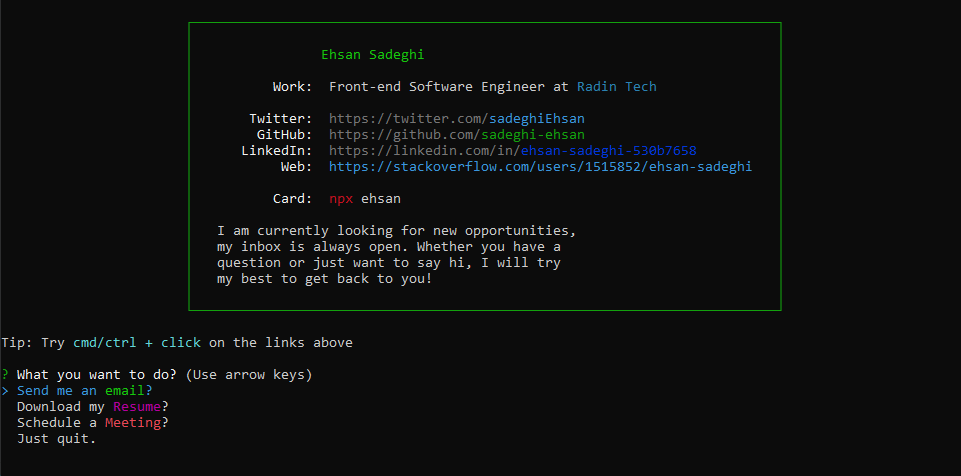 Ehsan Sadeghi
Work: Front-end Software Engineer at Radin Tech
Twitter: https://twitter.com/sadeghiEhsan
GitHub: https://github.com/sadeghi-ehsan
LinkedIn: https://linkedin.com/in/ehsan-sadeghi-530b7658
Web: https://stackoverflow.com/users/1515852/ehsan-sadeghi
Card: npx ehsan
I am currently looking for new opportunities,
my inbox is always open. Whether you have a
question or just want to say hi, I will try
my best to get back to you!
Tip: Try cmd/ctrl + click on the links above
? What you want to do? (Use arrow keys)
> Send me an email?
Download my Resume?
Schedule a Meeting?
Just quit.